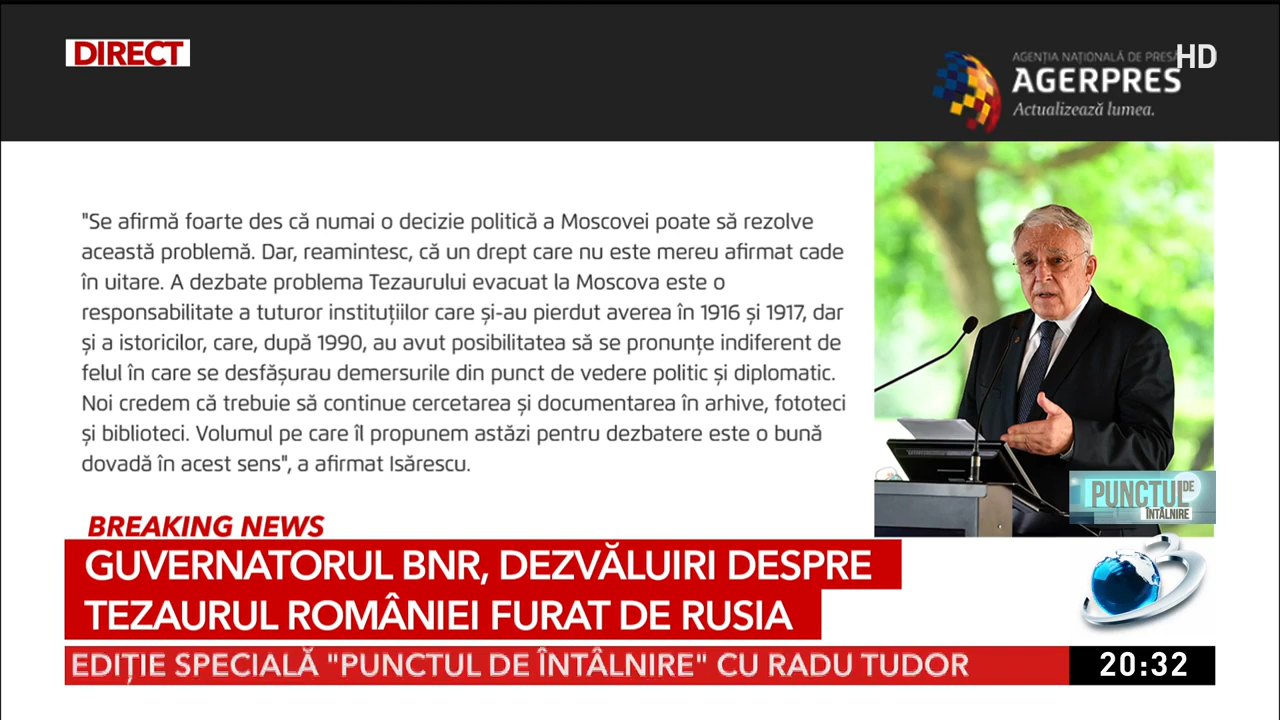 DIRECT
AGENȚIA NAȚIONALĂ DE PRESĂ
HD
AGERPRES
Actualizează lumea.
"Se afirmă foarte des că numai o decizie politică a Moscovei poate să rezolve
această problemă. Dar, reamintesc, că un drept care nu este mereu afirmat cade
în uitare. A dezbate problema Tezaurului evacuat la Moscova este o
responsabilitate a tuturor instituțiilor care și-au pierdut averea în 1916 și 1917, dar
și a istoricilor, care, după 1990, au avut posibilitatea să se pronunțe indiferent de
felul în care se desfășurau demersurile din punct de vedere politic și diplomatic.
Noi credem că trebuie să continue cercetarea și documentarea în arhive, fototeci
și biblioteci. Volumul pe care îl propunem astăzi pentru dezbatere este o bună
dovadă în acest sens", a afirmat Isărescu.
PUNCTUL DE
ÎNTÂLNIRE
BREAKING NEWS
GUVERNATORUL BNR, DEZVĂLUIRI DESPRE
TEZAURUL ROMÂNIEI FURAT DE RUSIA
EDIȚIE SPECIALĂ "PUNCTUL DE ÎNTÂLNIRE" CU RADU TUDOR
20:32